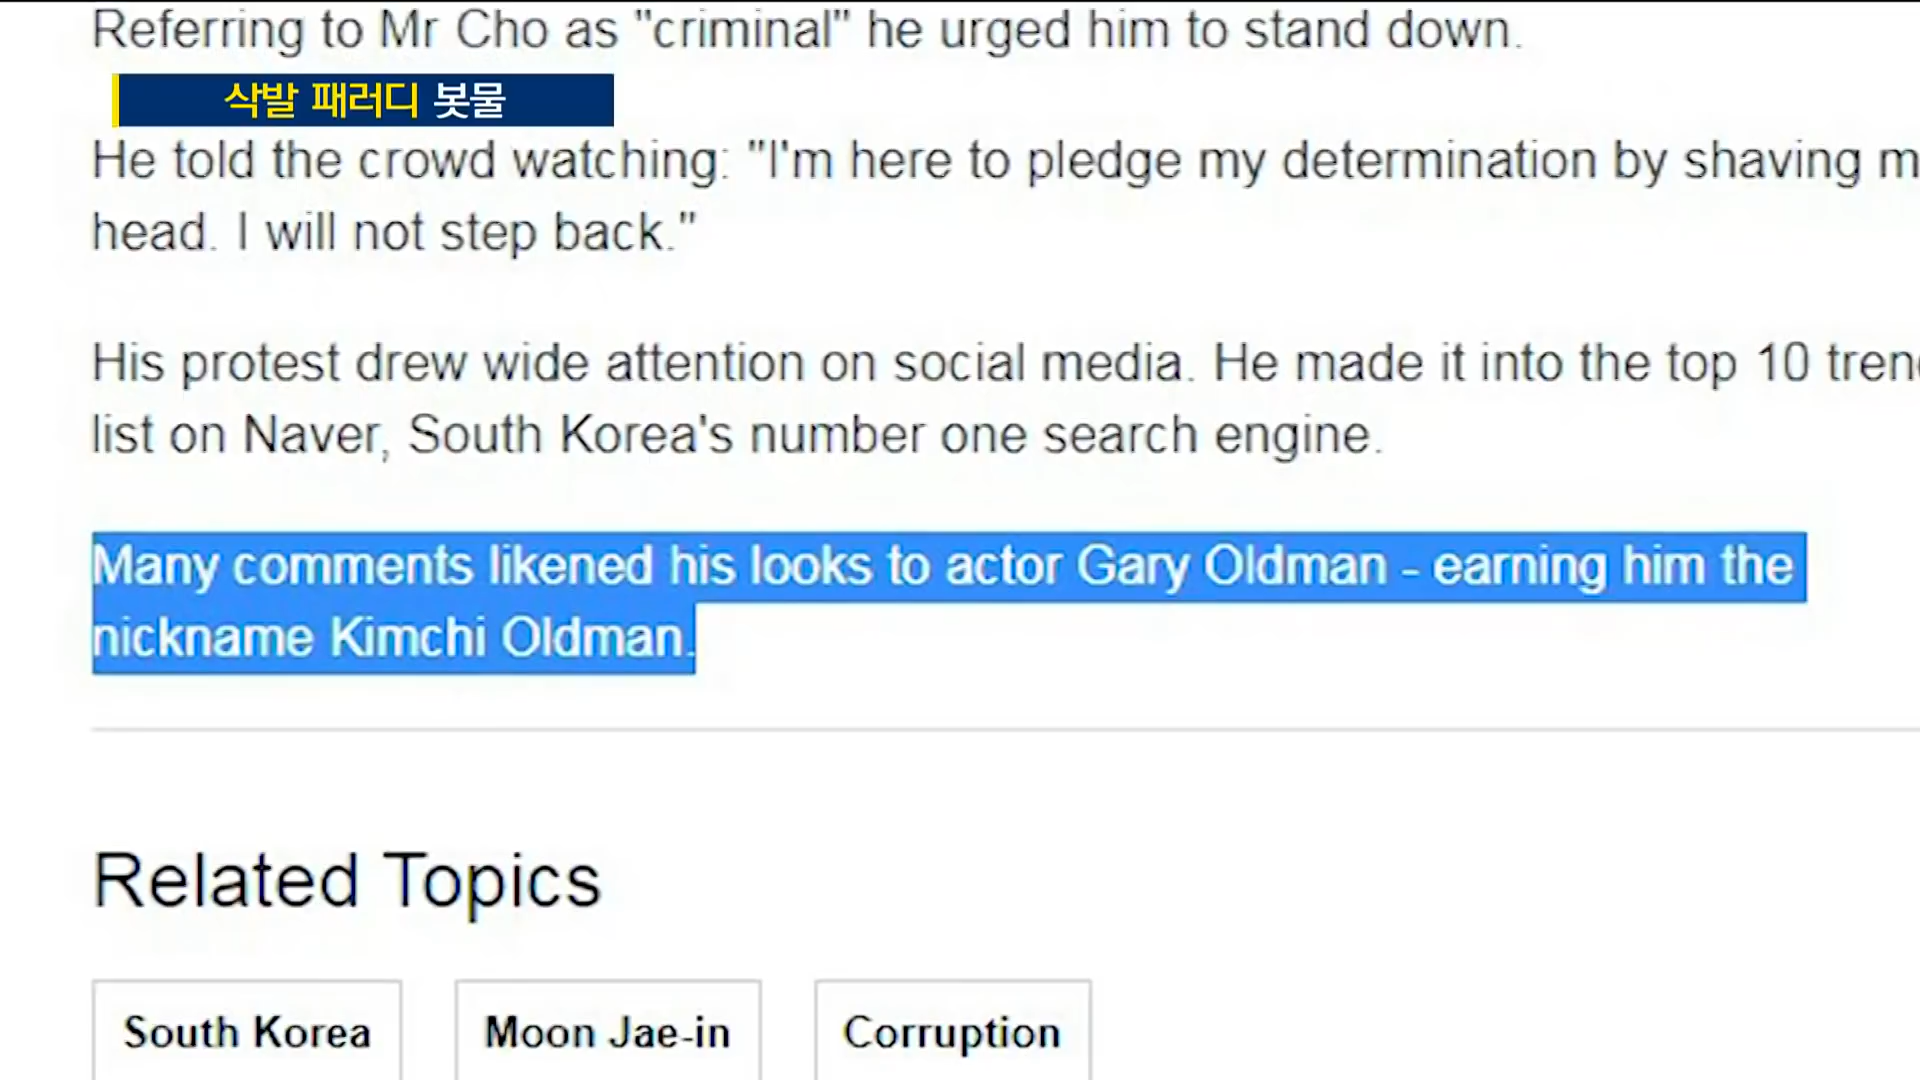 Referring to Mr Cho as "criminal" he urged him to stand down.
삭발 패러디 봇물
He told the crowd watching: "I'm here to pledge my determination by shaving
head. I will not step back."
His protest drew wide attention on social media. He made it into the top 10
list on Naver, South Korea's number one search engine.
Many comments likened his looks to actor Gary Oldman - earning him the
nickname Kimchi Oldman.
Related Topics
South Korea
Moon Jae-in
Corruption